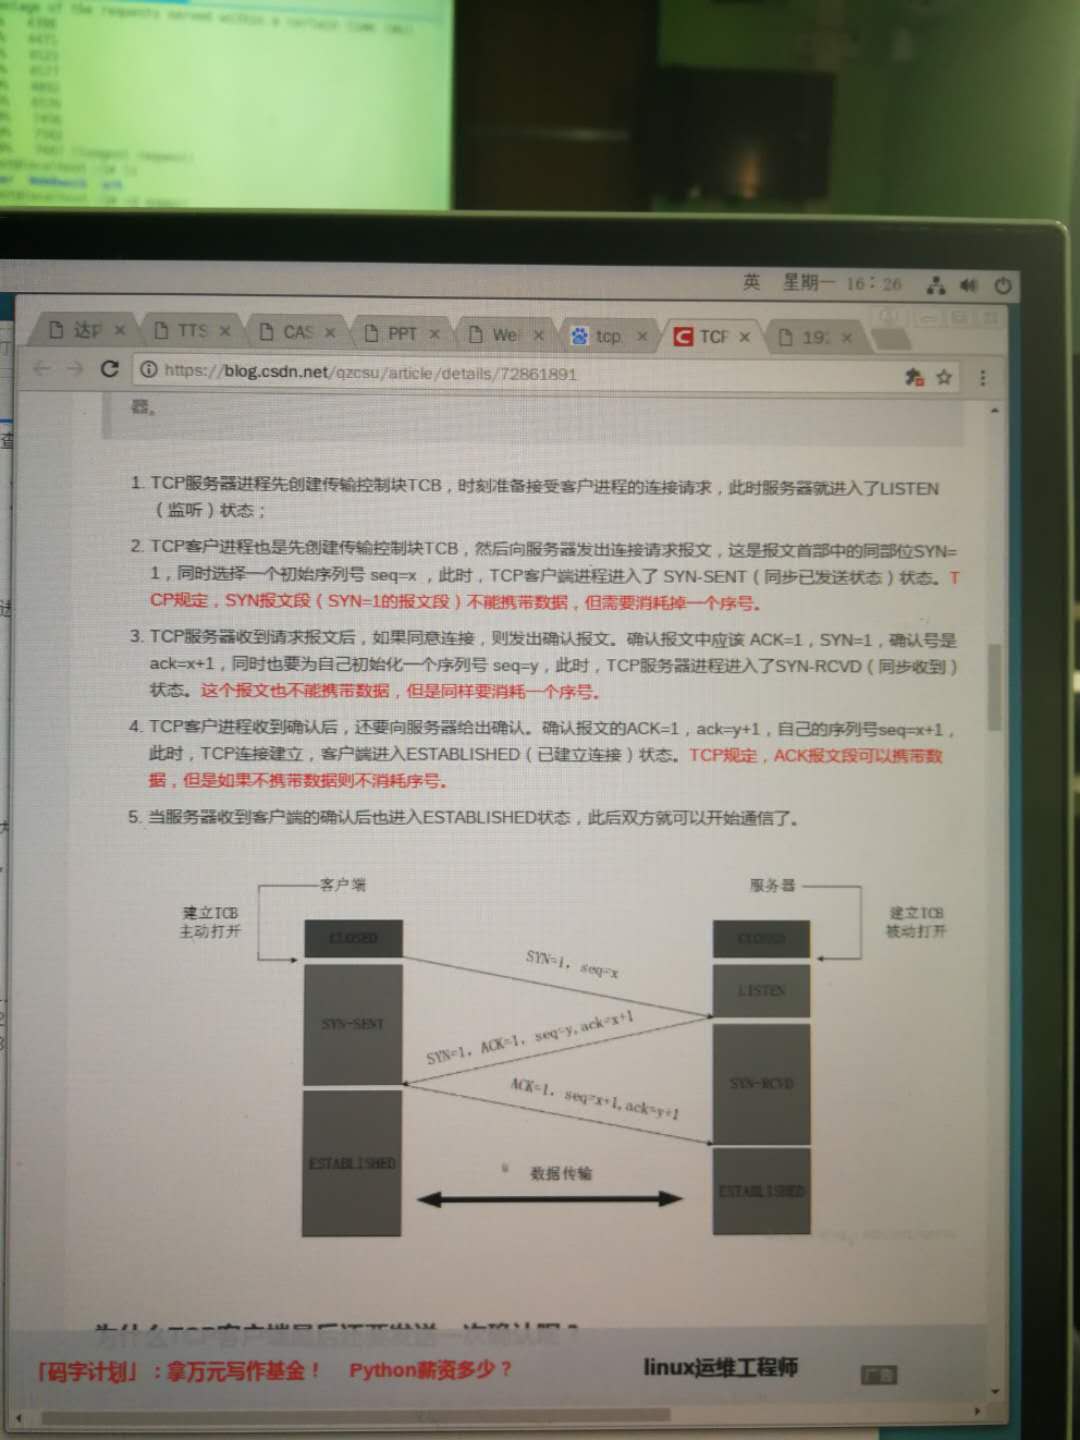 英 星期一 16：26
达内
TTS
CAS
PPT
We
tcp
TCP
192
https://blog.csdn.net/qzcsu/article/details/72861891
器。
1. TCP服务器进程先创建传输控制块TCB，时刻准备接受客户进程的连接请求，此时服务器就进入了LISTEN
（监听）状态；
2. TCP客户进程也是先创建传输控制块TCB，然后向服务器发出连接请求报文，这是报文首部中的同部位SYN=
1，同时选择一个初始序列号 seq=x ，此时，TCP客户端进程进入了 SYN-SENT（同步已发送状态）状态。T
CP规定，SYN报文段（SYN=1的报文段）不能携带数据，但需要消耗掉一个序号。
3. TCP服务器收到请求报文后，如果同意连接，则发出确认报文。确认报文中应该 ACK=1，SYN=1，确认号是
ack=x+1，同时也要为自己初始化一个序列号 seq=y，此时，TCP服务器进程进入了SYN-RCVD（同步收到）
状态。这个报文也不能携带数据，但是同样要消耗一个序号。
4. TCP客户进程收到确认后，还要向服务器给出确认。确认报文的ACK=1，ack=y+1，自己的序列号seq=x+1，
此时，TCP连接建立，客户端进入ESTABLISHED（已建立连接）状态。TCP规定，ACK报文段可以携带数
据，但是如果不携带数据则不消耗序号。
5. 当服务器收到客户端的确认后也进入ESTABLISHED状态，此后双方就可以开始通信了。
客户端
服务器
建立TCB
主动打开
建立TCB
被动打开
CLOSED
CLOSED
SYN=1，seq=x
LISTEN
SYN-SENT
SYN=1，ACK=1，seq=y,ack=x+1
SYN-RCVD
ACK=1，seq=x+1,ack=y+1
ESTABLISHED
数据传输
ESTABLISHED
为什么TCP客户端最后还要发送一次确认呢？
「码字计划」：拿万元写作基金！
Python薪资多少？
linux运维工程师
广告